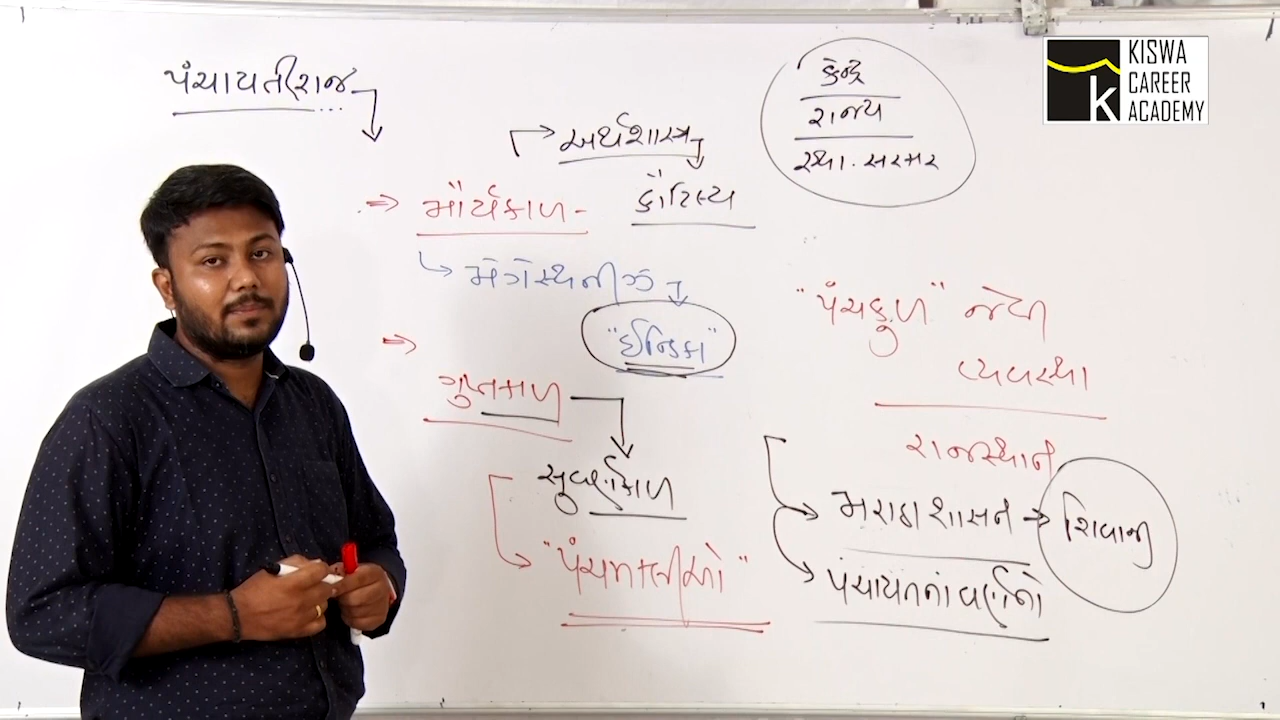 પંચાયતીરાજ
અર્થશાસ્ત્ર
મૌર્યકાળ -
કૌટિલ્ય
મેગેસ્થનીઝ
"ઈન્ડિકા"
ગુપ્તકાળ
સુવર્ણકાળ
"પંચમંડલીઓ"
કેન્દ્ર
રાજ્ય
સ્થા. સરકાર
"પંચકુળ" જેવી
વ્યવસ્થા
રાજસ્થાન
મરાઠા શાસન
શિવાજી
પંચાયતનાં વર્ણનો
KISWA
CAREER
ACADEMY
k